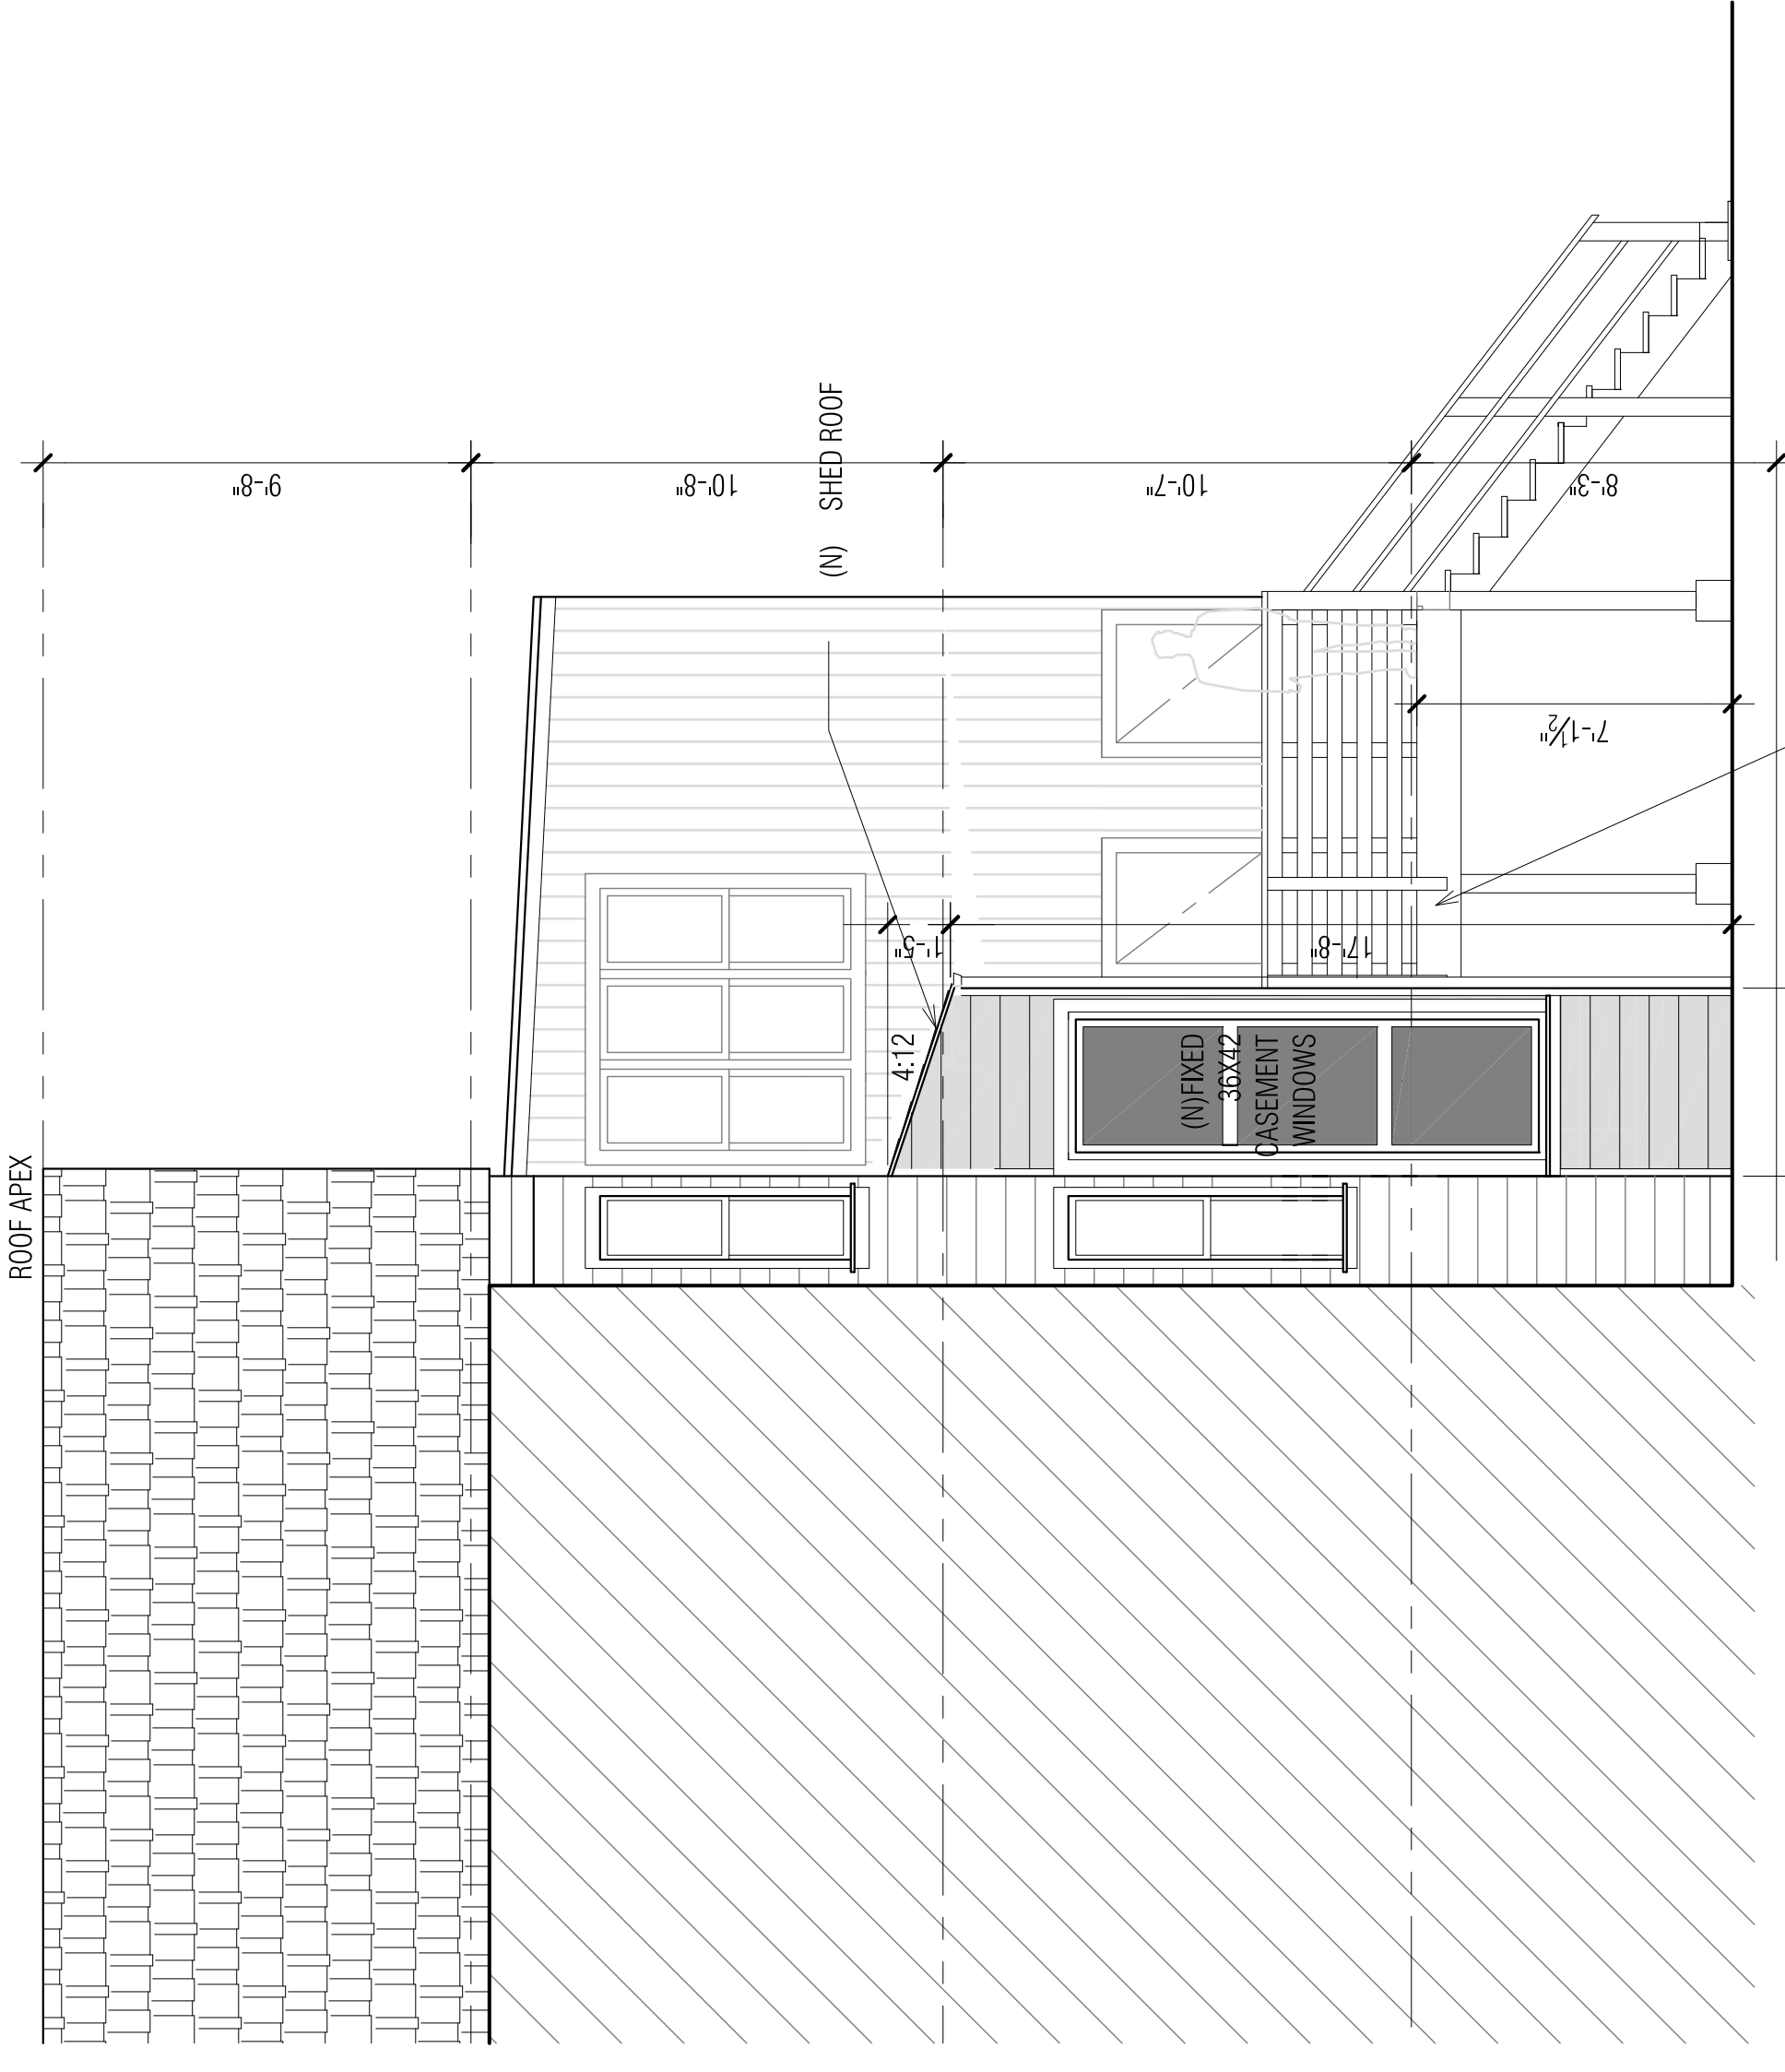 ROOF APEX
9'-8"
10'-8"
10'-7"
8'-3"
(N) SHED ROOF
7'-1½"
1'-5"
17'-8"
4:12
(N)FIXED
36X42
CASEMENT
WINDOWS